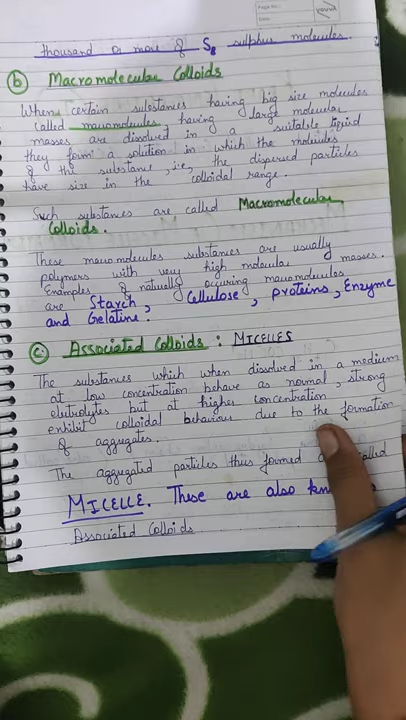 thousand or more of S8 sulphur molecules.
(b) Macromolecular Colloids
When certain substances having big size molecules
called macromolecules, having large molecular
masses are dissolved in a suitable liquid
they form a solution in which the molecules
of the substance, i.e, the dispersed particles
have size in the colloidal range.
Such substances are called Macromolecular
Colloids.
These macromolecules substances are usually
polymers with very high molecular masses.
Examples of naturally occuring macromolecules
are Starch, Cellulose, proteins, Enzyme
and Gelatine.
(c) Associated Colloids : MICELLES
The substances which when dissolved in a medium
at low concentration behave as normal, strong
electrolytes but at higher concentration
exhibit colloidal behaviour due to the formation
of aggregates.
The aggregated particles thus formed called
MICELLE. These are also
Associated Colloids